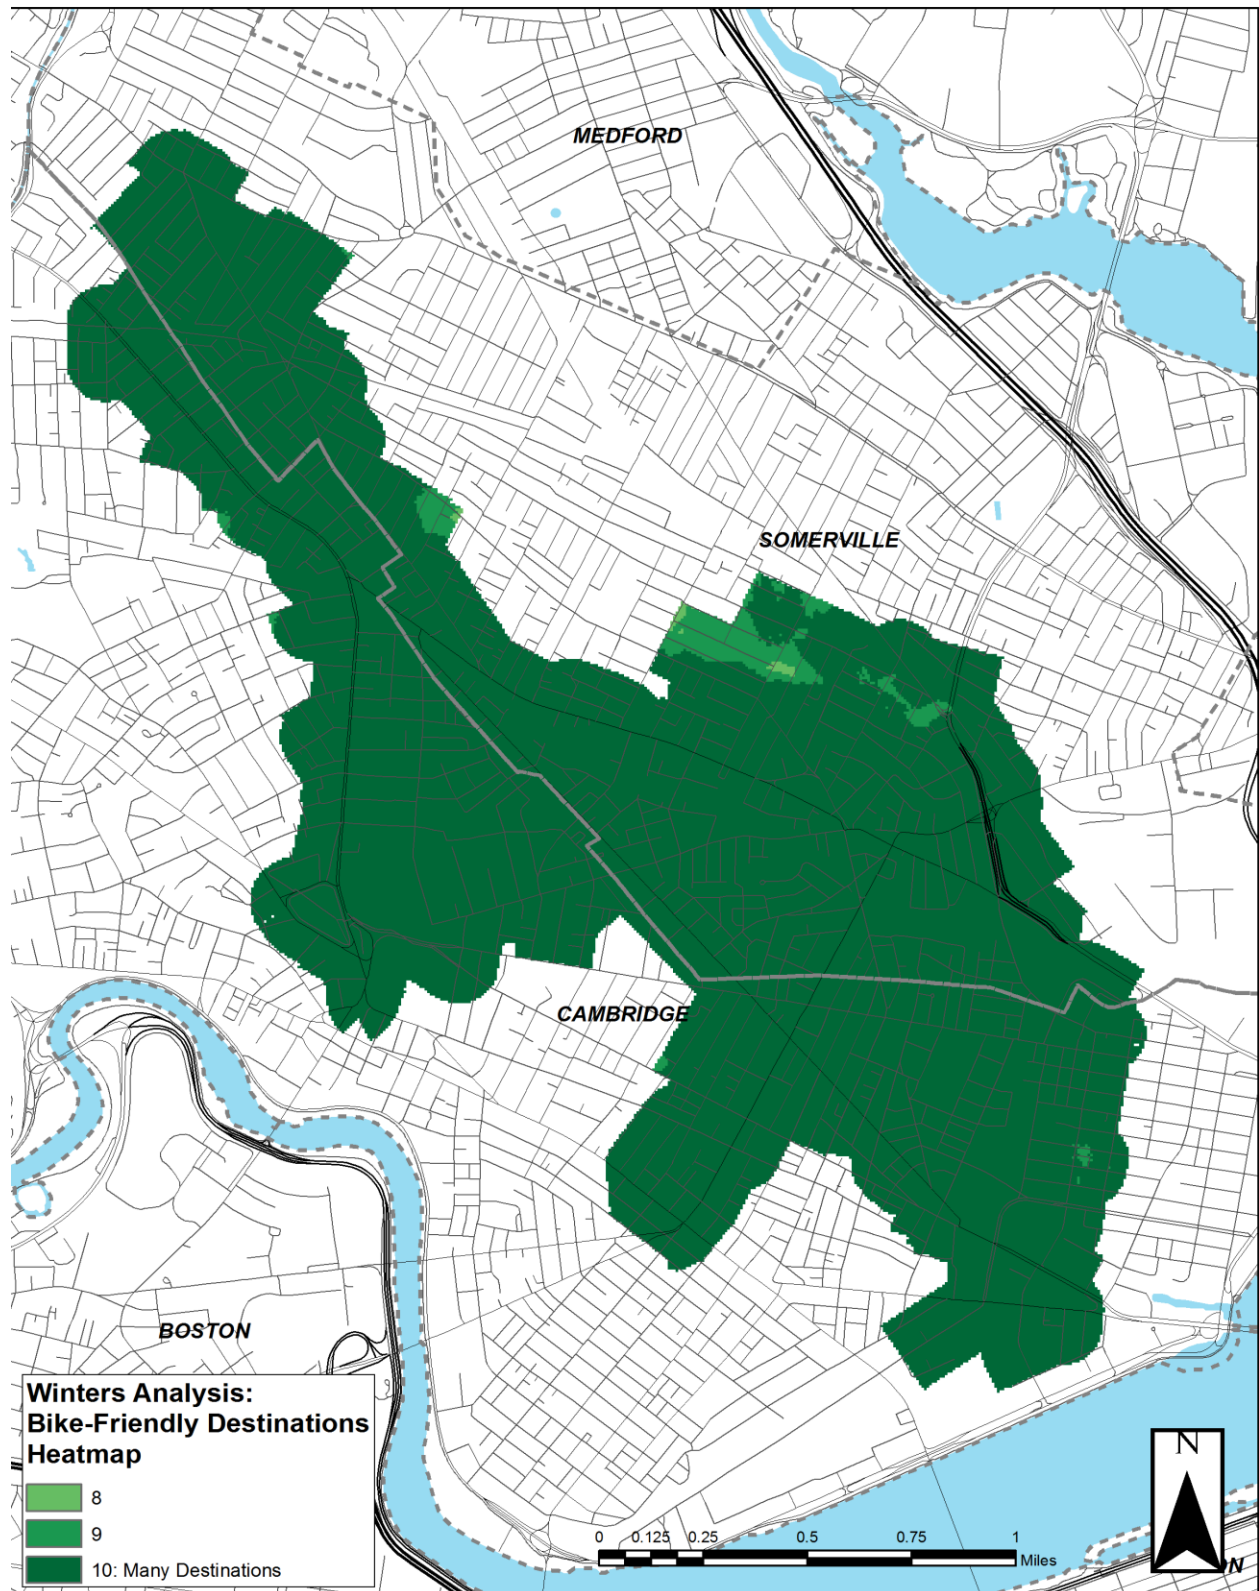 MEDFORD
SOMERVILLE
CAMBRIDGE
BOSTON
Winters Analysis:
Bike-Friendly Destinations
Heatmap
8
9
10: Many Destinations
0 0.125 0.25 0.5 0.75 1
Miles
N
ON